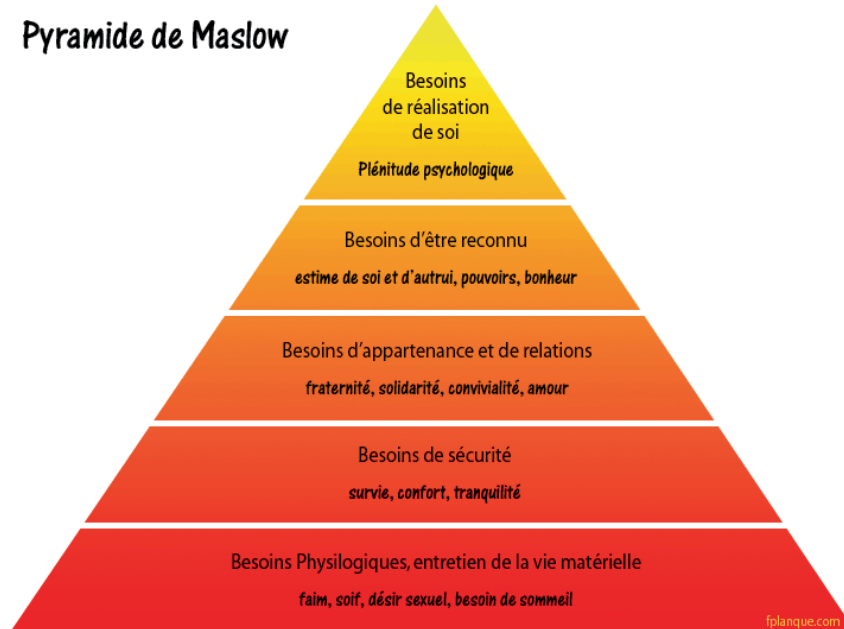 Pyramide de Maslow
Besoins
de réalisation
de soi
Plénitude psychologique
Besoins d'être reconnu
estime de soi et d'autrui, pouvoirs, bonheur
Besoins d'appartenance et de relations
fraternité, solidarité, convivialité, amour
Besoins de sécurité
survie, confort, tranquilité
Besoins Physilogiques, entretien de la vie matérielle
faim, soif, désir sexuel, besoin de sommeil
fplanque.com